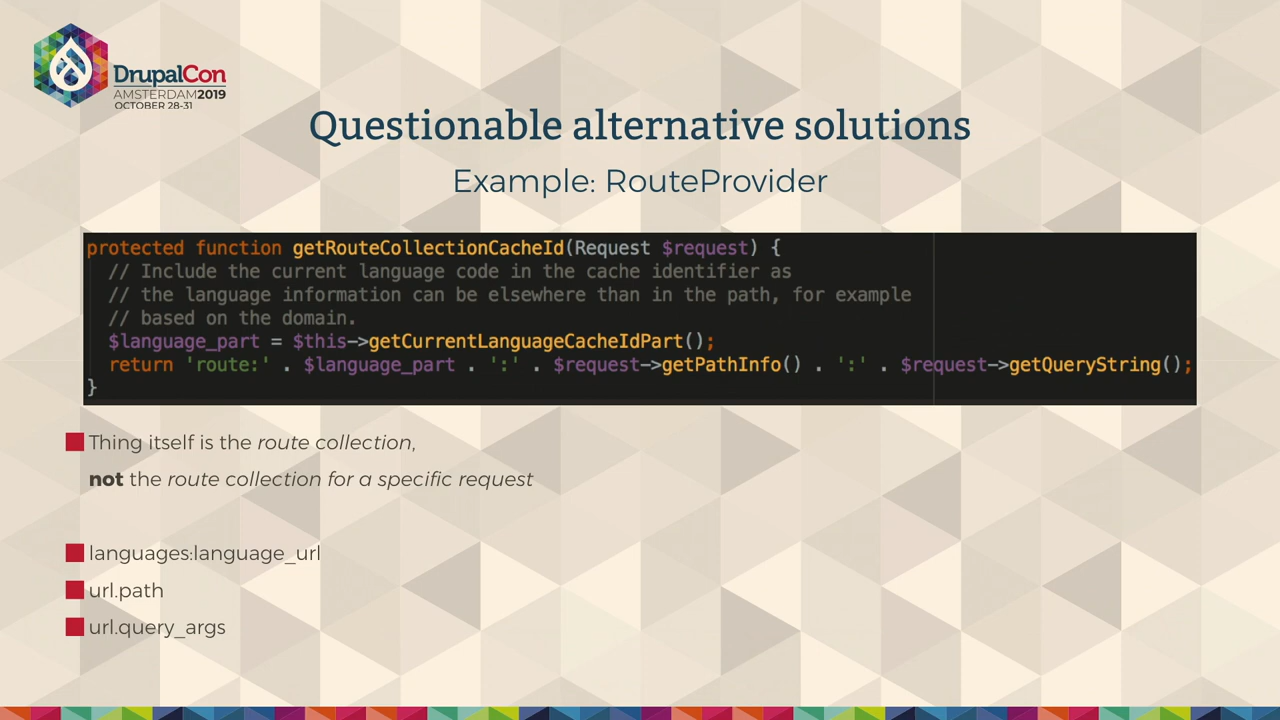 DrupalCon
AMSTERDAM2019
OCTOBER 28-31
Questionable alternative solutions
Example: RouteProvider
protected function getRouteCollectionCacheId(Request $request) {
// Include the current language code in the cache identifier as
// the language information can be elsewhere than in the path, for example
// based on the domain.
$language_part = $this->getCurrentLanguageCacheIdPart();
return 'route:' . $language_part . ':' . $request->getPathInfo() . ':' . $request->getQueryString();
}
Thing itself is the route collection,
not the route collection for a specific request
languages:language_url
url.path
url.query_args